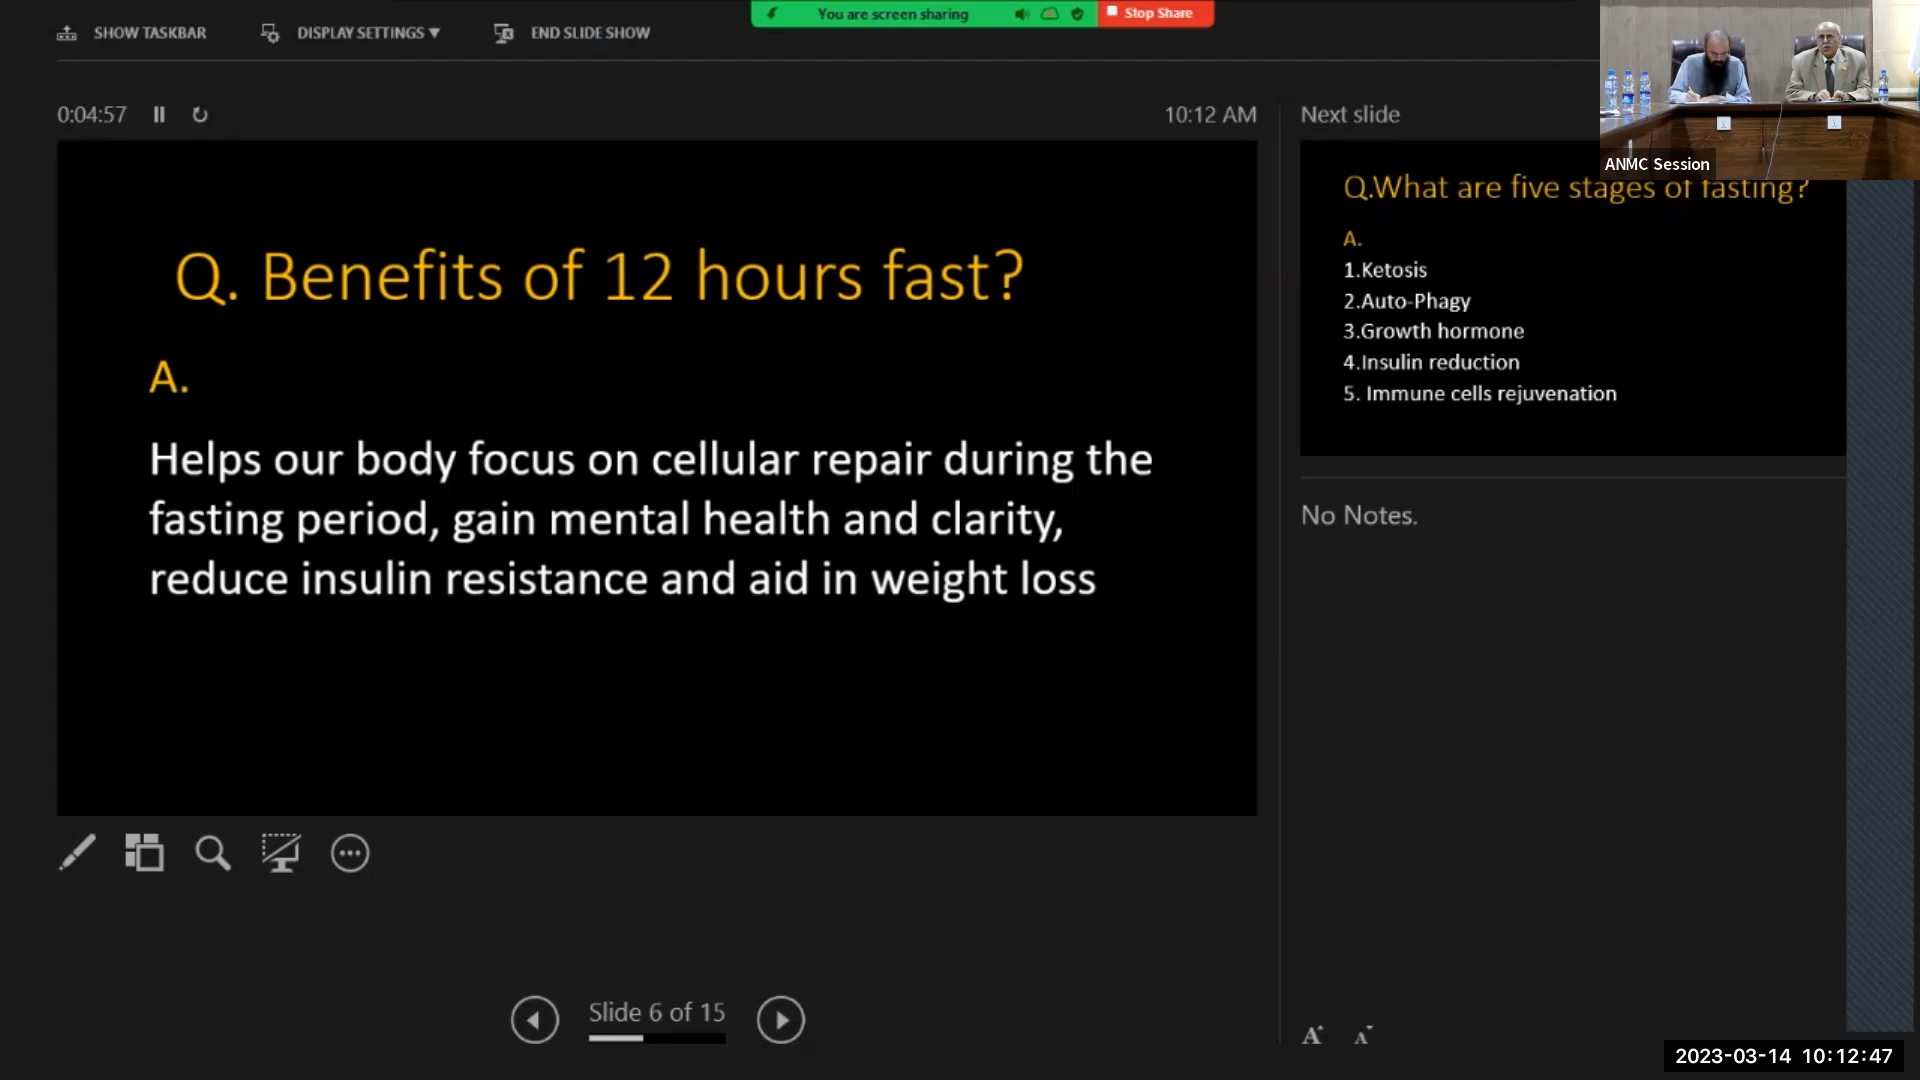 SHOW TASKBAR
DISPLAY SETTINGS ▼
END SLIDE SHOW
You are screen sharing
Stop Share
0:04:57
10:12 AM
Next slide
ANMC Session
Q. Benefits of 12 hours fast?
A.
Helps our body focus on cellular repair during the
fasting period, gain mental health and clarity,
reduce insulin resistance and aid in weight loss
Q.What are five stages of fasting?
A.
1.Ketosis
2.Auto-Phagy
3.Growth hormone
4.Insulin reduction
5. Immune cells rejuvenation
No Notes.
Slide 6 of 15
A A
2023-03-14 10:12:47